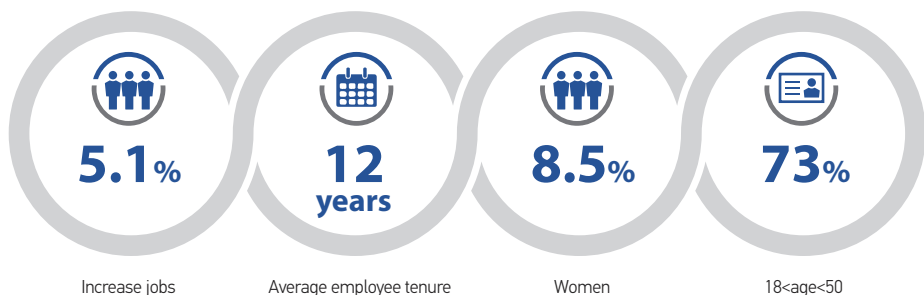 5.1%
12
years
8.5%
73%
Increase jobs
Average employee tenure
Women
18<age<50